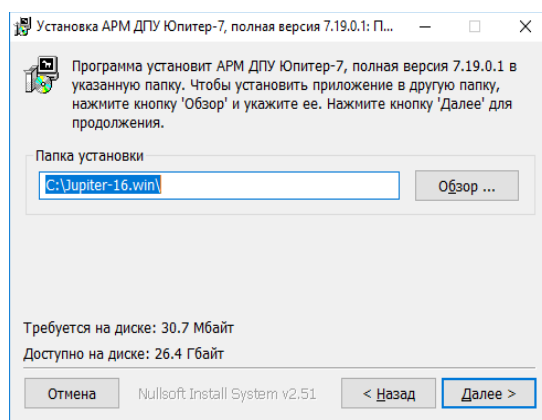 Установка АРМ ДПУ Юпитер-7, полная версия 7.19.0.1: П...
Программа установит АРМ ДПУ Юпитер-7, полная версия 7.19.0.1 в
указанную папку. Чтобы установить приложение в другую папку,
нажмите кнопку 'Обзор' и укажите ее. Нажмите кнопку 'Далее' для
продолжения.
Папка установки
C:\Jupiter-16.win\
Обзор ...
Требуется на диске: 30.7 Мбайт
Доступно на диске: 26.4 Гбайт
Отмена
Nullsoft Install System v2.51
< Назад
Далее >